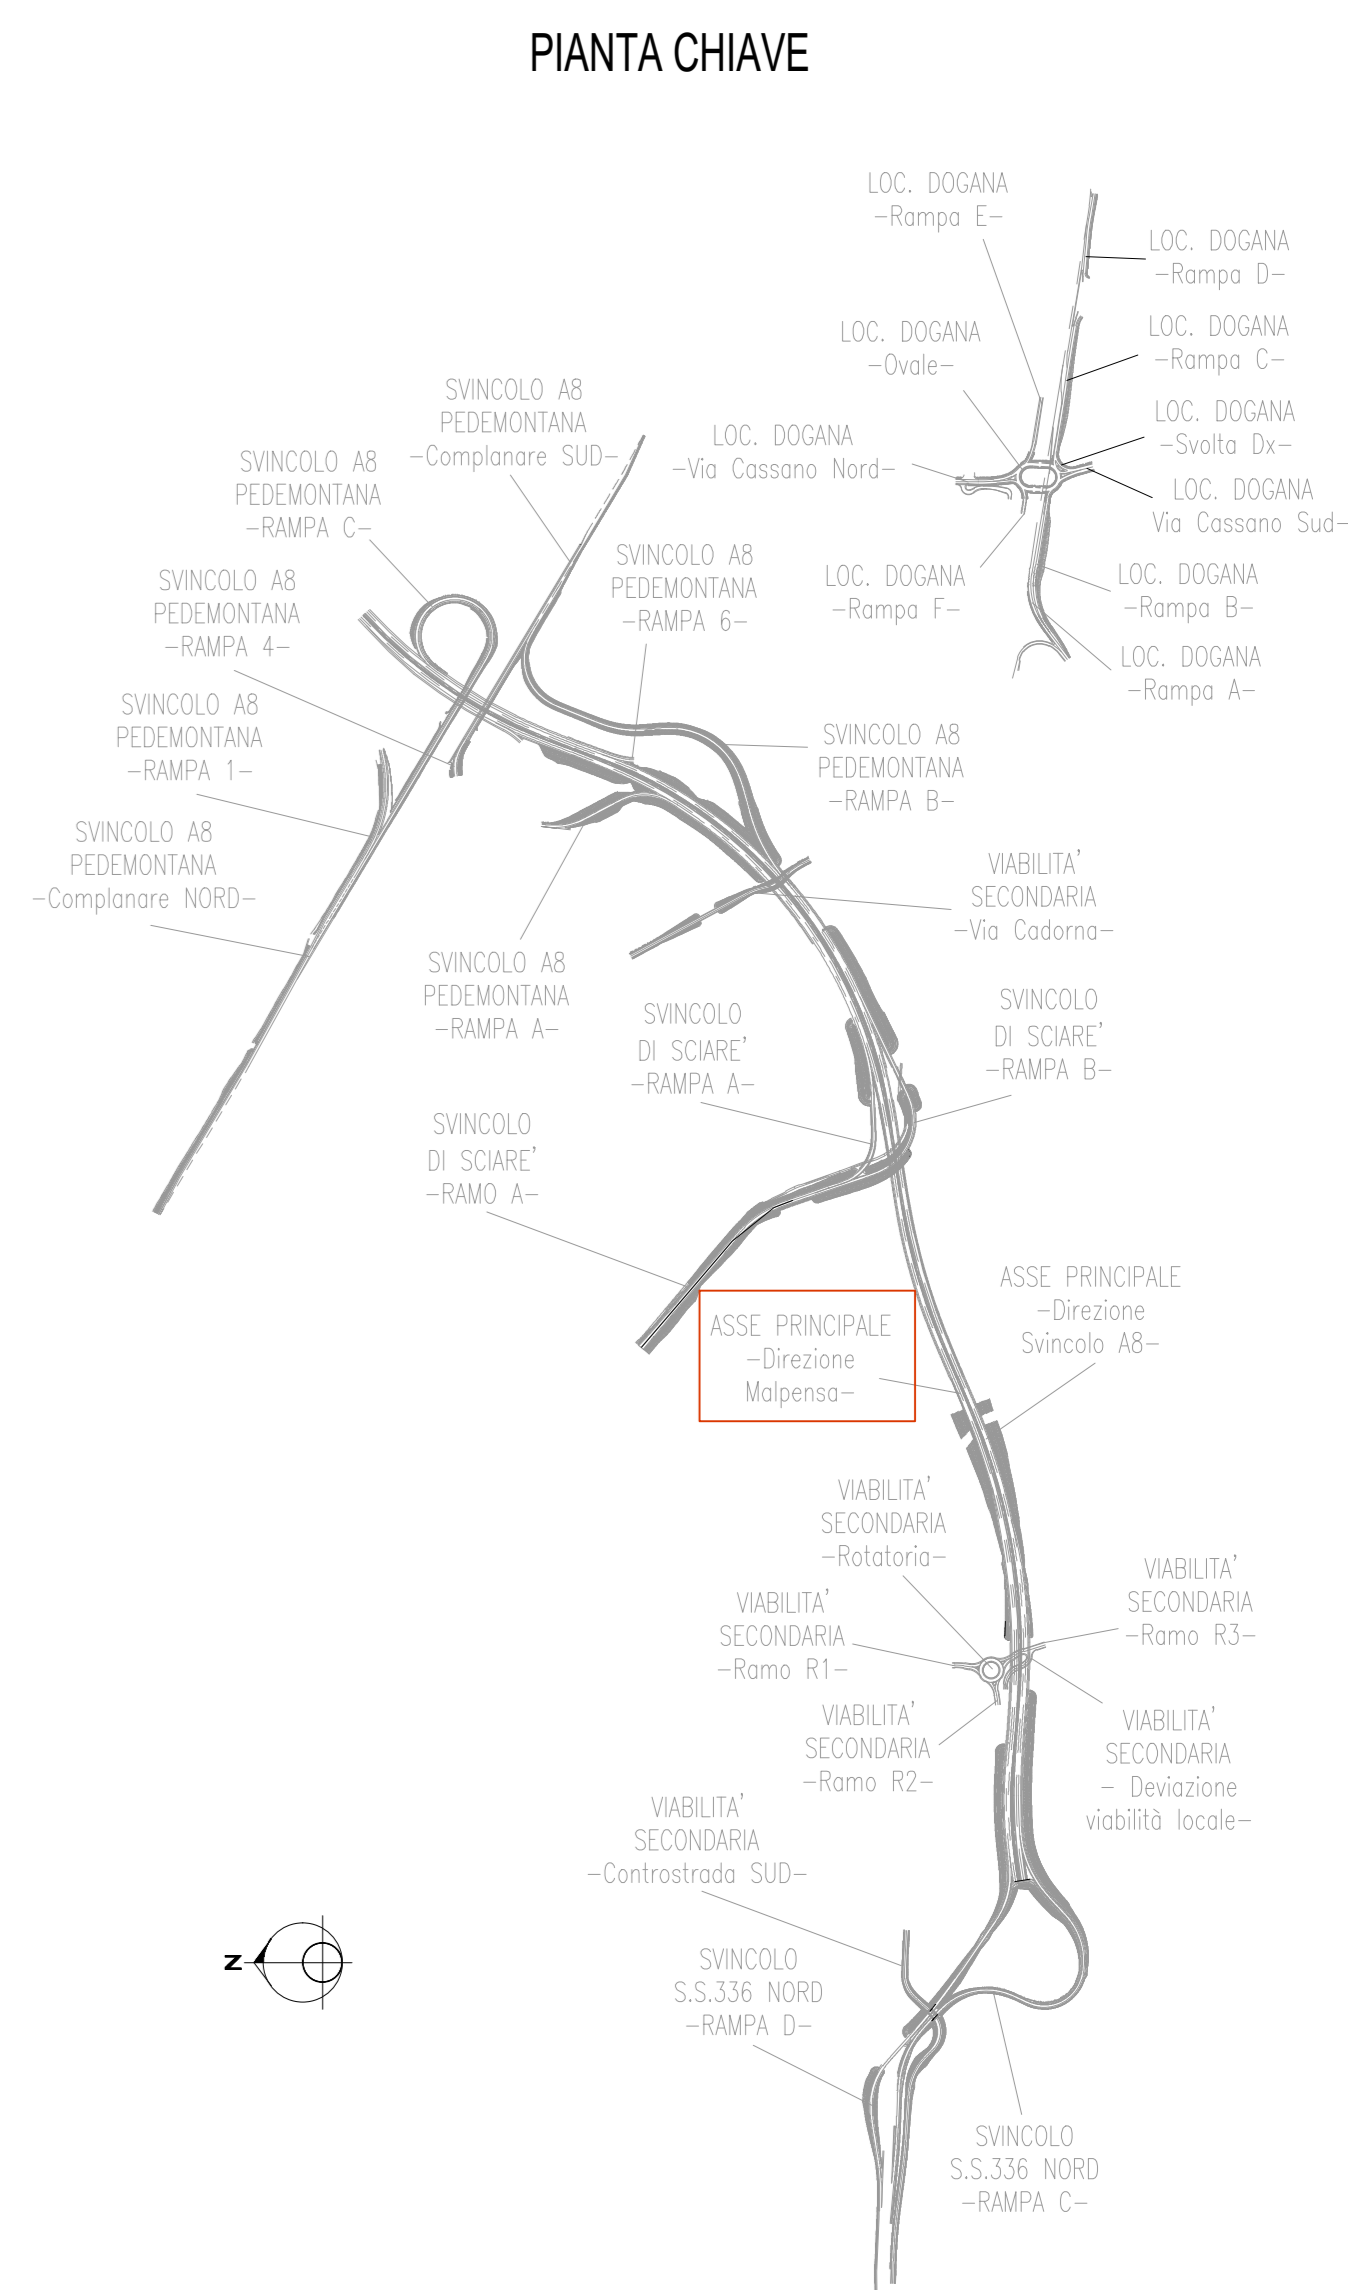 PIANTA CHIAVE
LOC. DOGANA
-Rampa E-
LOC. DOGANA
-Rampa D-
LOC. DOGANA
-Ovale-
LOC. DOGANA
-Rampa C-
SVINCOLO A8
PEDEMONTANA
-Complanare SUD-
LOC. DOGANA
-Svolta Dx-
LOC. DOGANA
-Via Cassano Nord-
SVINCOLO A8
PEDEMONTANA
-RAMPA C-
LOC. DOGANA
Via Cassano Sud-
SVINCOLO A8
PEDEMONTANA
-RAMPA 6-
LOC. DOGANA
-Rampa F-
LOC. DOGANA
-Rampa B-
SVINCOLO A8
PEDEMONTANA
-RAMPA 4-
LOC. DOGANA
-Rampa A-
SVINCOLO A8
PEDEMONTANA
-RAMPA 1-
SVINCOLO A8
PEDEMONTANA
-RAMPA B-
SVINCOLO A8
PEDEMONTANA
-Complanare NORD-
VIABILITA'
SECONDARIA
-Via Cadorna-
SVINCOLO A8
PEDEMONTANA
-RAMPA A-
SVINCOLO
DI SCIARE'
-RAMPA A-
SVINCOLO
DI SCIARE'
-RAMPA B-
SVINCOLO
DI SCIARE'
-RAMO A-
ASSE PRINCIPALE
-Direzione
Svincolo A8-
ASSE PRINCIPALE
-Direzione
Malpensa-
VIABILITA'
SECONDARIA
-Rotatoria-
VIABILITA'
SECONDARIA
-Ramo R3-
VIABILITA'
SECONDARIA
-Ramo R1-
VIABILITA'
SECONDARIA
-Ramo R2-
VIABILITA'
SECONDARIA
- Deviazione
viabilità locale-
VIABILITA'
SECONDARIA
-Controstrada SUD-
N
SVINCOLO
S.S.336 NORD
-RAMPA D-
SVINCOLO
S.S.336 NORD
-RAMPA C-